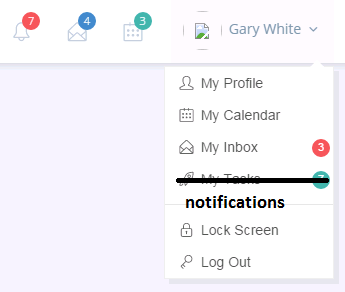 7 4 3 Gary White
My Profile
My Calendar
My Inbox 3
My Tasks
notifications
Lock Screen
Log Out